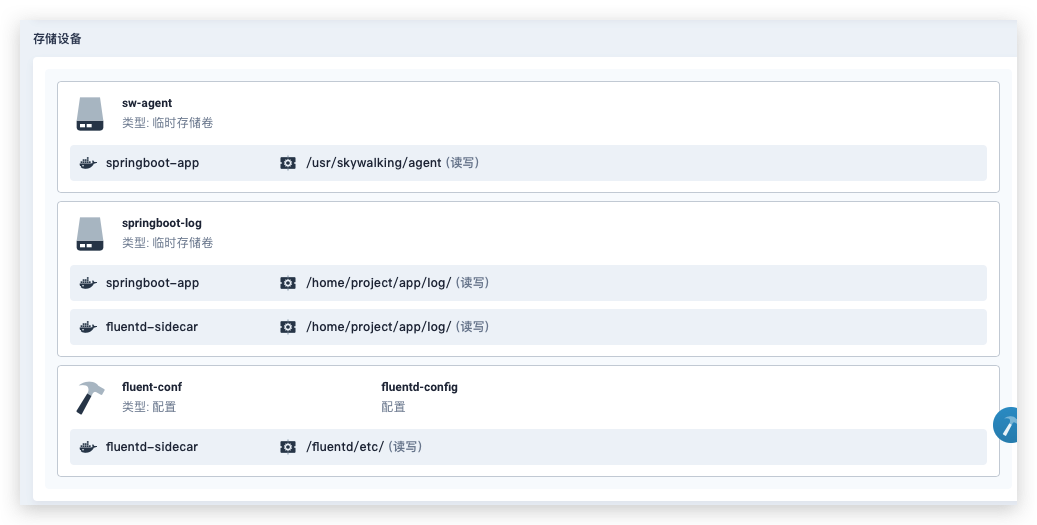 存储设备
sw-agent
类型: 临时存储卷
springboot-app /usr/skywalking/agent (读写)
springboot-log
类型: 临时存储卷
springboot-app /home/project/app/log/ (读写)
fluentd-sidecar /home/project/app/log/ (读写)
fluent-conf fluentd-config
类型: 配置 配置
fluentd-sidecar /fluentd/etc/ (读写)